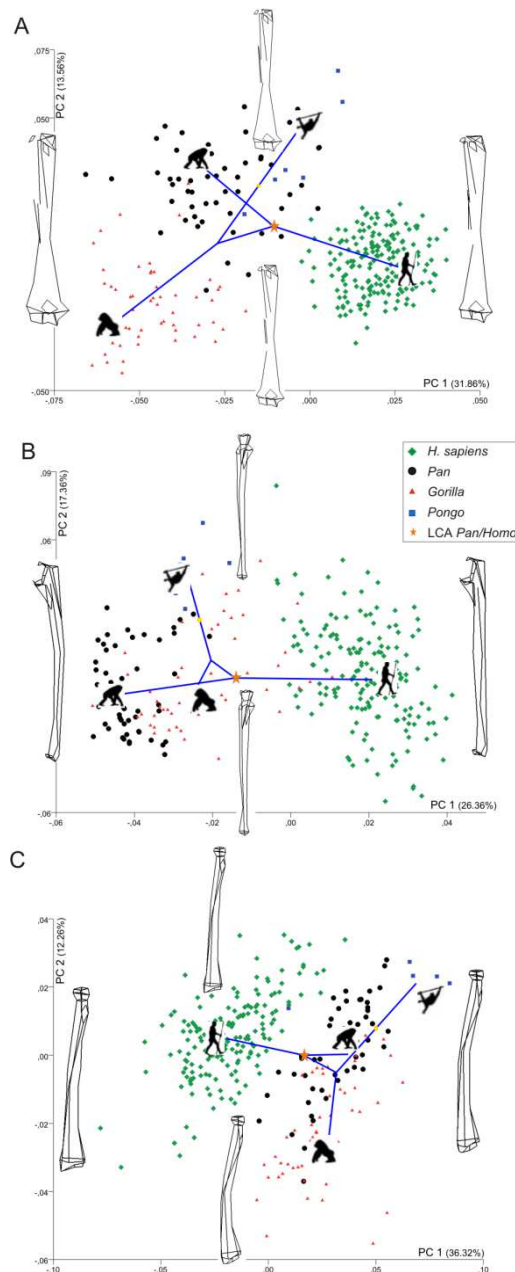 A
,075
PC 2 (13.56%)
,050
,025
,000
-,050
-,075
-,050
-,025
,000
,025
,050
PC 1 (31.86%)
B
,09
PC 2 (17.36%)
,06
H. sapiens
Pan
Gorilla
Pongo
LCA Pan/Homo
,03
,00
-,06
-,06
-,04
-,02
,00
,02
,04
PC 1 (26.36%)
C
,04
PC 2 (12.26%)
,02
,00
-,02
-,04
-,06
-,10
-,05
,00
,05
,10
PC 1 (36.32%)